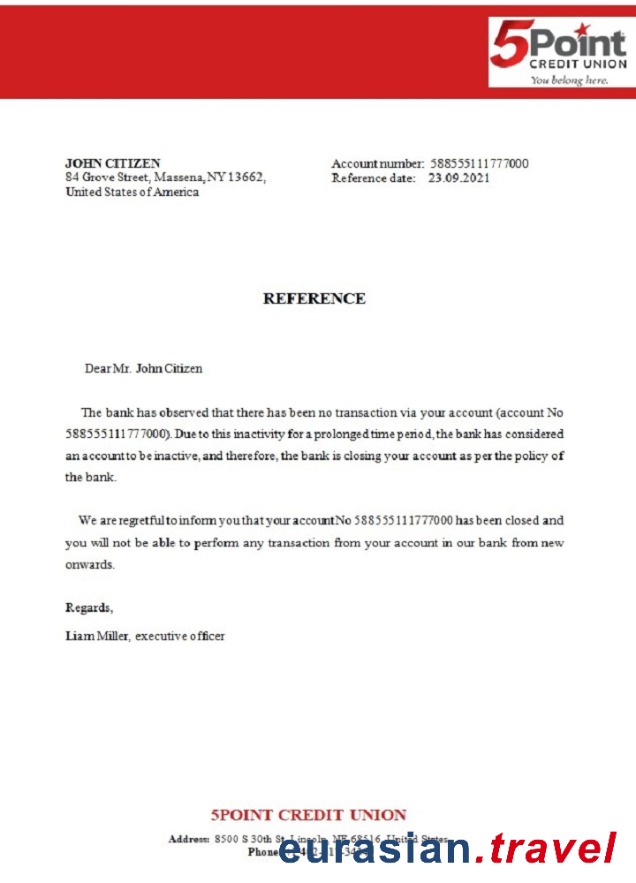 5Point
CREDIT UNION
You belong here.
JOHN CITIZEN
84 Grove Street, Massena, NY 13662,
United States of America
Account number: 588555111777000
Reference date: 23.09.2021
REFERENCE
Dear Mr. John Citizen
The bank has observed that there has been no transaction via your account (account No
588555111777000). Due to this inactivity for a prolonged time period, the bank has considered
an account to be inactive, and therefore, the bank is closing your account as per the policy of
the bank.
We are regretful to inform you that your account No 588555111777000 has been closed and
you will not be able to perform any transaction from your account in our bank from new
onwards.
Regards,
Liam Miller, executive officer
5POINT CREDIT UNION
Address: 8500 S 30th St, Lincoln, NE 68516, United States
Phone
eurasian.travel